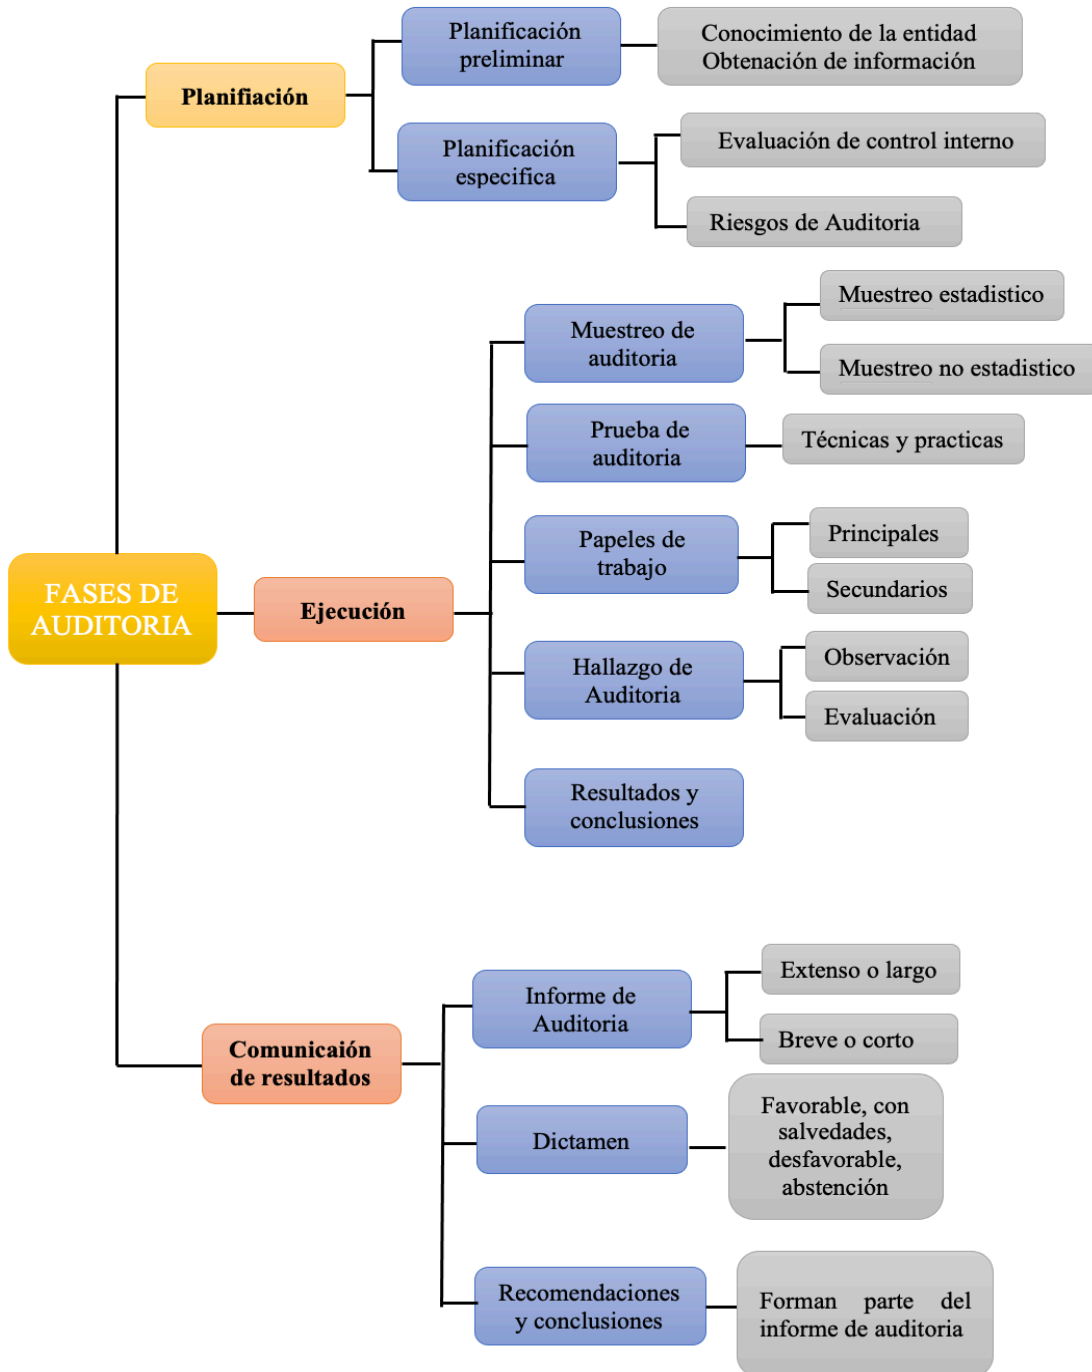 Planificación
preliminar
Conocimiento de la entidad
Obtenación de información
Planifiación
Planificación
especifica
Evaluación de control interno
Riesgos de Auditoria
Muestreo de
auditoria
Muestreo estadistico
Muestreo no estadistico
Prueba de
auditoria
Técnicas y practicas
Papeles de
trabajo
Principales
Secundarios
FASES DE
AUDITORIA
Ejecución
Hallazgo de
Auditoria
Observación
Evaluación
Resultados y
conclusiones
Informe de
Auditoria
Extenso o largo
Breve o corto
Comunicaión
de resultados
Dictamen
Favorable, con
salvedades,
desfavorable,
abstención
Recomendaciones
y conclusiones
Forman parte del
informe de auditoria